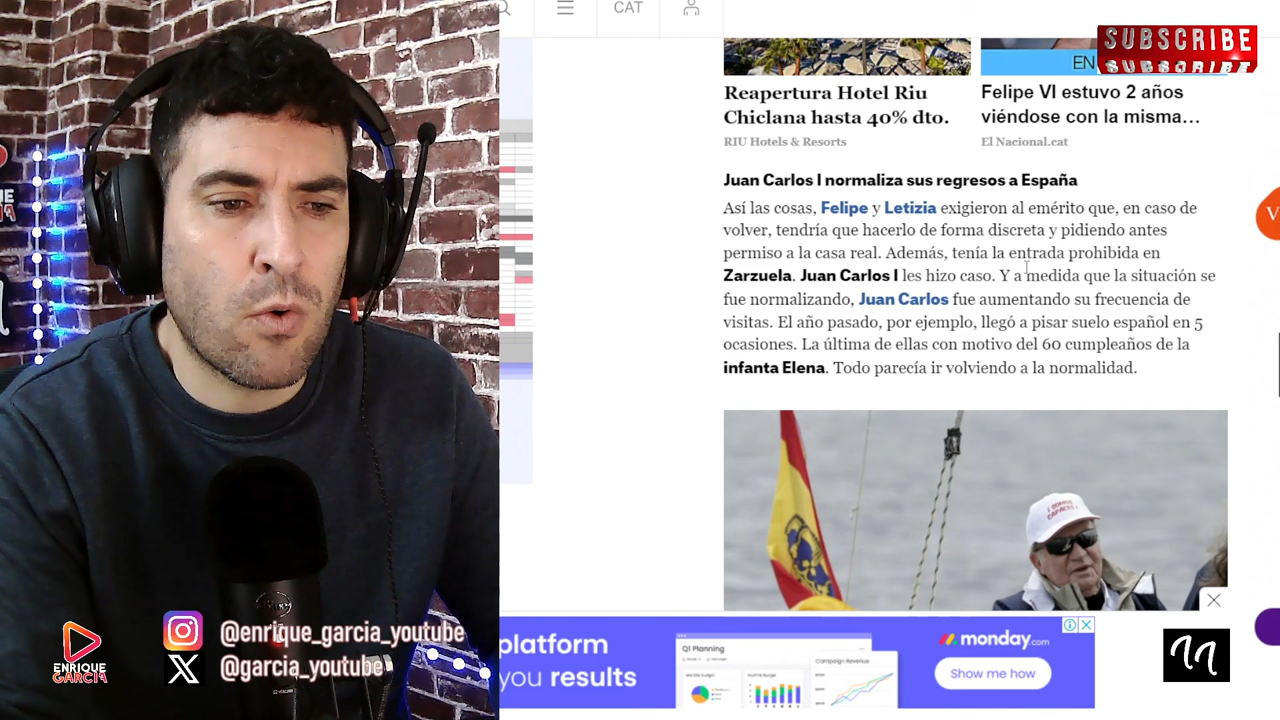 CAT
SUBSCRIBE
EN
Reapertura Hotel Riu
Chiclana hasta 40% dto.
RIU Hotels & Resorts
Felipe VI estuvo 2 años
viéndose con la misma…
El Nacional.cat
Juan Carlos I normaliza sus regresos a España
Así las cosas, Felipe y Letizia exigieron al emérito que, en caso de
volver, tendría que hacerlo de forma discreta y pidiendo antes
permiso a la casa real. Además, tenía la entrada prohibida en
Zarzuela. Juan Carlos I les hizo caso. Y a medida que la situación se
fue normalizando, Juan Carlos fue aumentando su frecuencia de
visitas. El año pasado, por ejemplo, llegó a pisar suelo español en 5
ocasiones. La última de ellas con motivo del 60 cumpleaños de la
infanta Elena. Todo parecía ir volviendo a la normalidad.
V
platform
you results
Q1 Planning
Campaign Revenue
monday.com
Show me how
ENRIQUE
GARCIA
@enrique_garcia_youtube
@garcia_youtube